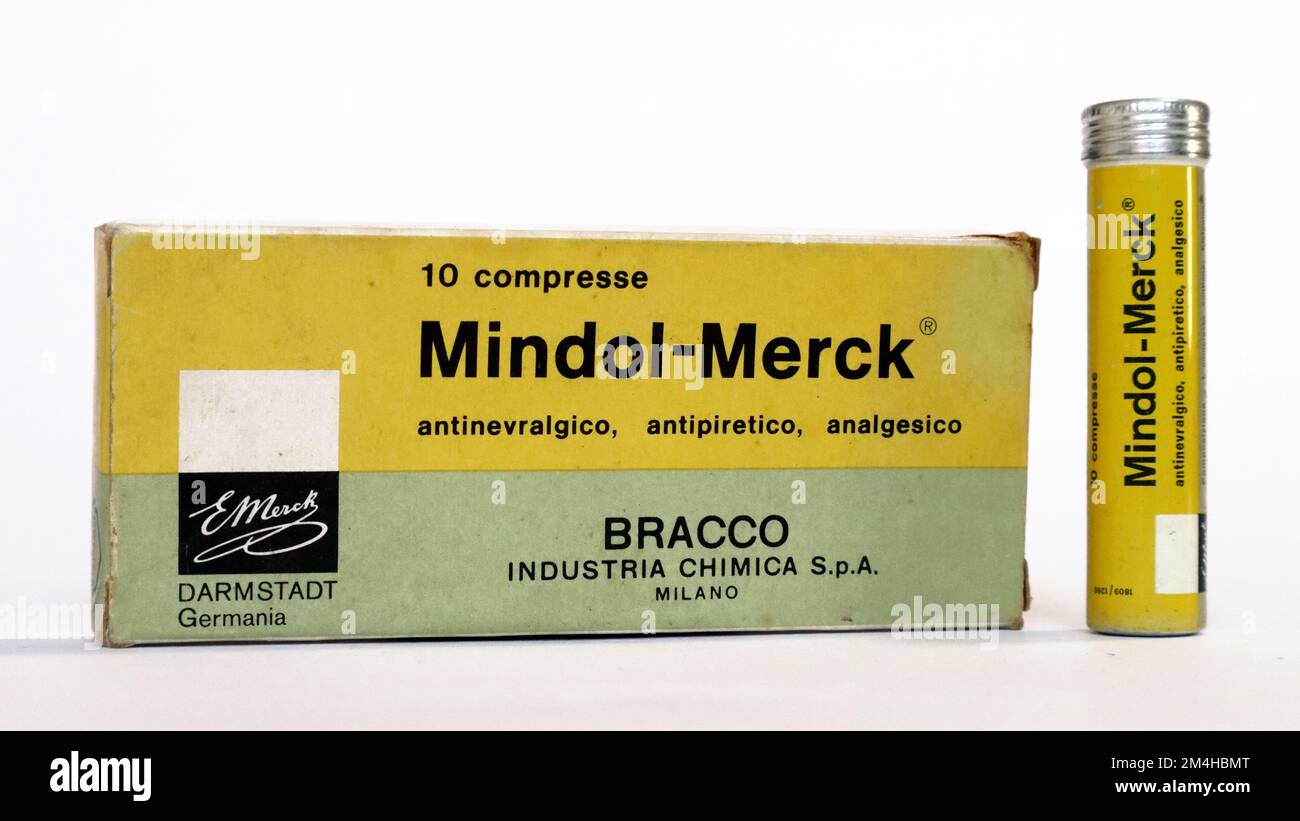 10 compresse
Mindol-Merck®
antinevralgico, antipiretico, analgesico
E. Merck
DARMSTADT
Germania
BRACCO
INDUSTRIA CHIMICA S.p.A.
MILANO
10 compresse
Mindol-Merck®
antinevralgico, antipiretico, analgesico
a
a
a
a
alamy
alamy
Image ID: 2M4HBMT
www.alamy.com